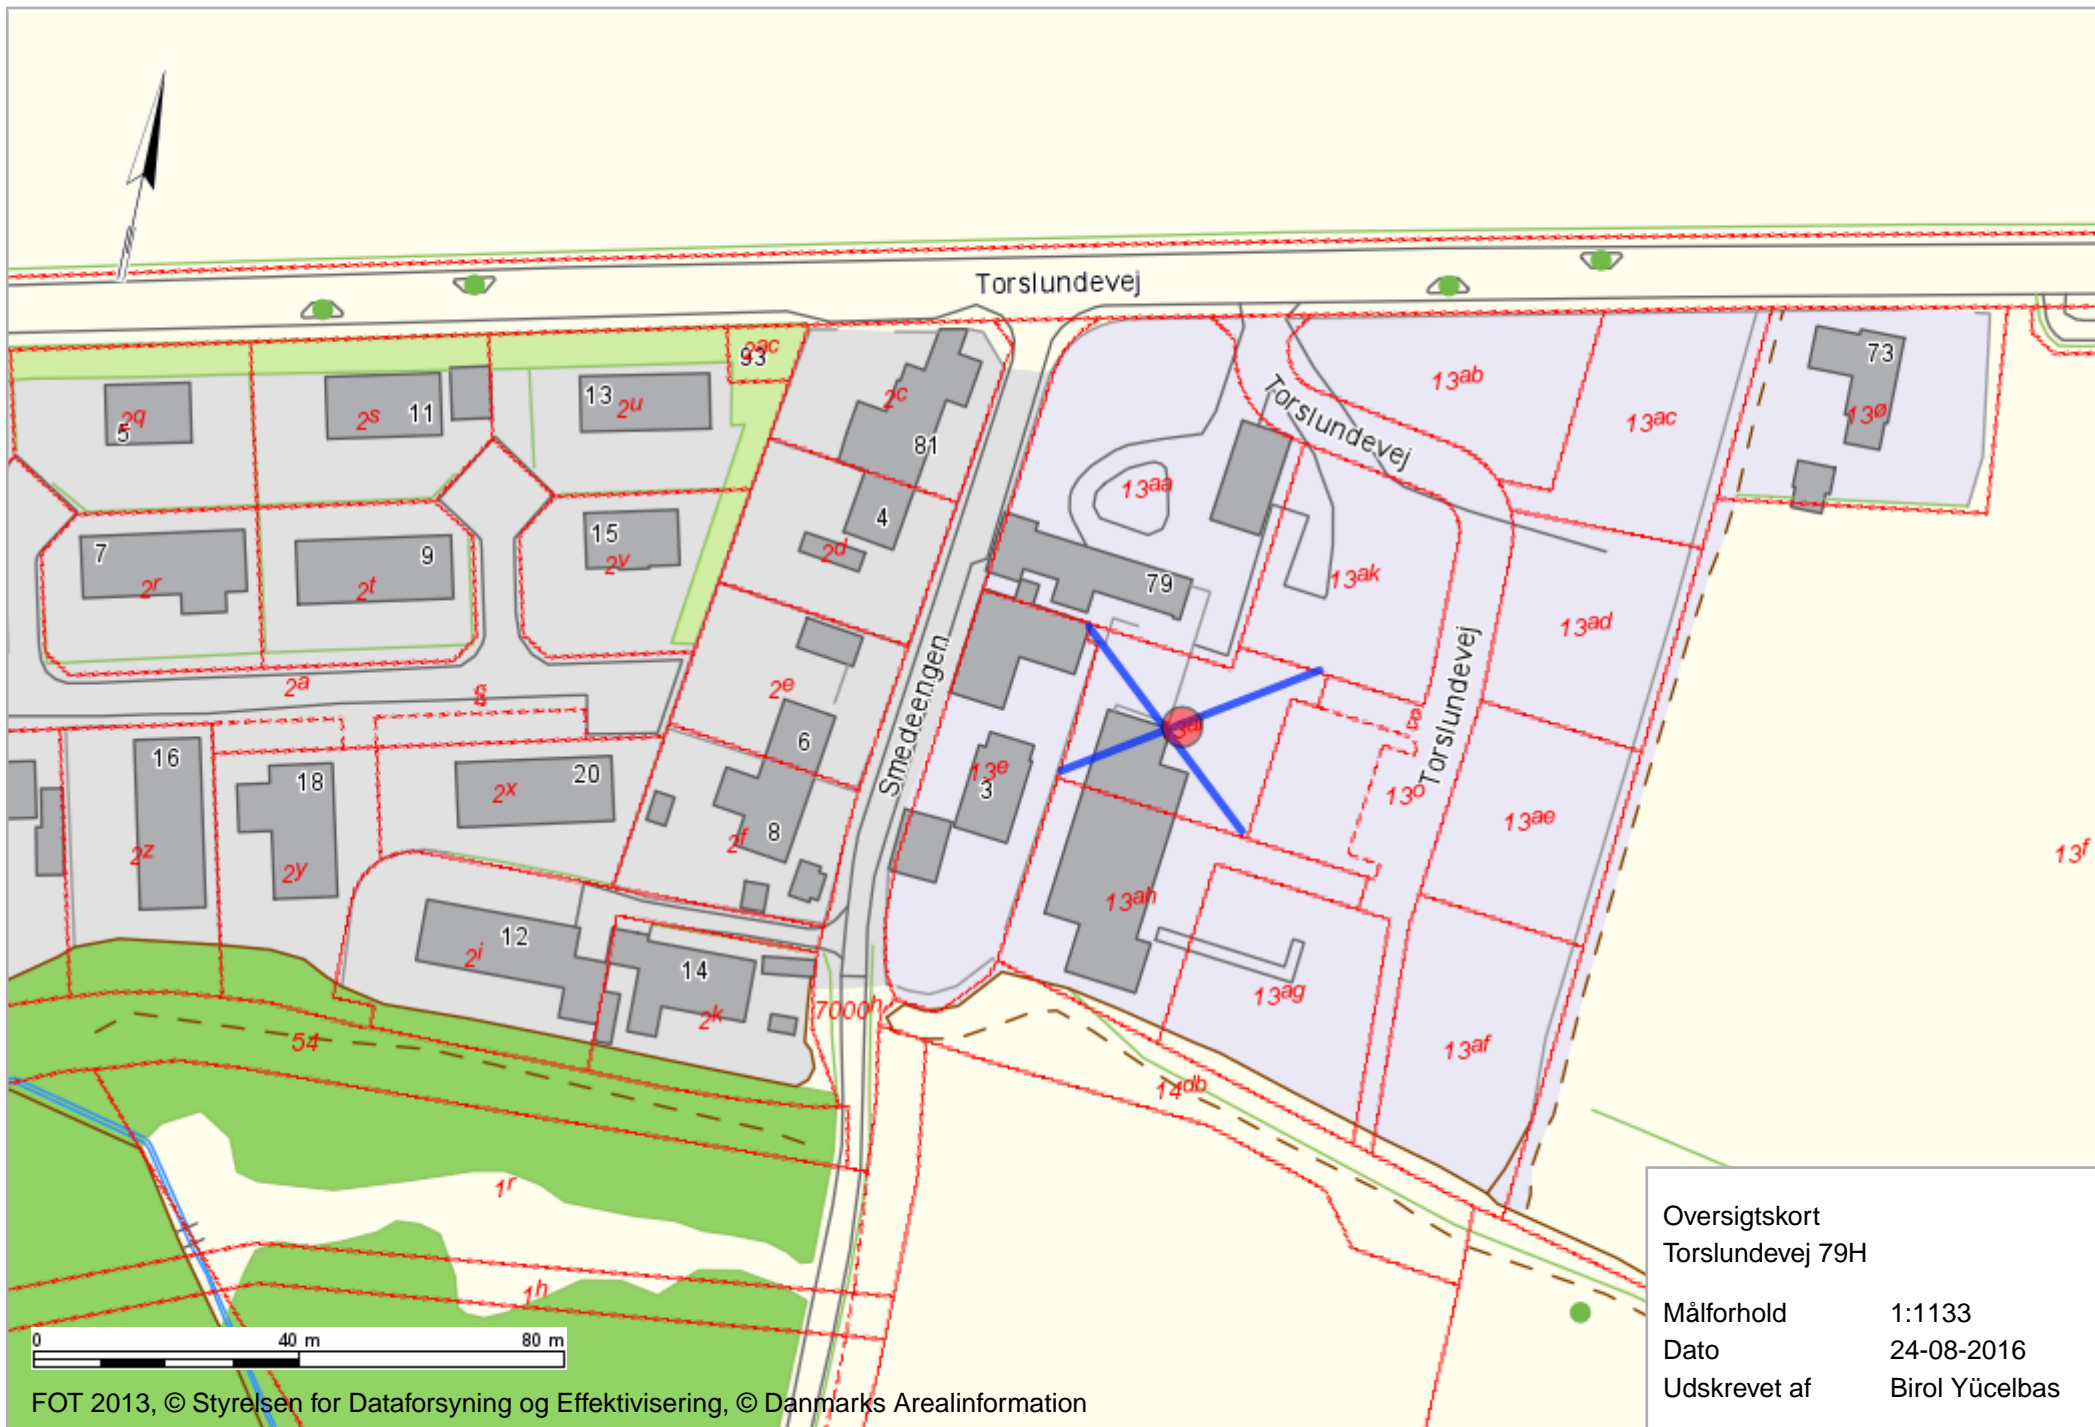 Torslundevej
93
2ac
2c
81
13
2u
2q
5
2s
11
13ab
13ac
73
13ø
Torslundevej
13aa
4
2d
15
2v
7
2r
9
2t
79
13ak
13ad
Smedeengen
Torslundevej
2a
2e
6
13e
3
13o
13ae
13f
16
18
2x
20
2z
2y
2f
8
13ah
12
2i
14
2k
7000h
13ag
13af
54
14db
1r
1h
Oversigtskort
Torslundevej 79H
Målforhold 1:1133
Dato 24-08-2016
Udskrevet af Birol Yücelbas
0 40 m 80 m
FOT 2013, © Styrelsen for Dataforsyning og Effektivisering, © Danmarks Arealinformation